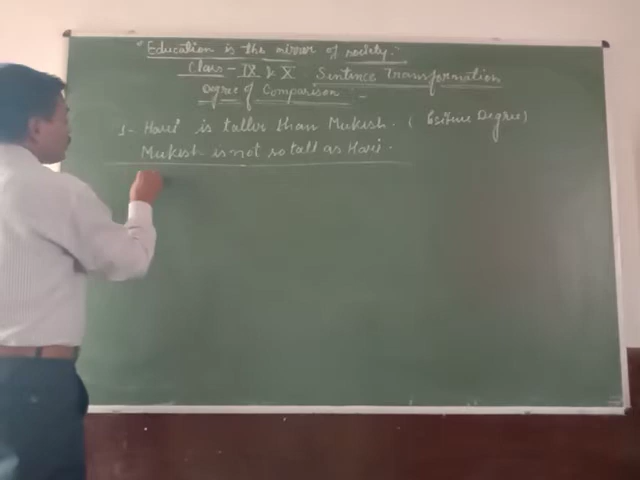 "Education is the mirror of society.
Class - IX & X Sentence Transformation
Degree of Comparison -
1- Hari is taller than Mukesh. ( Degree)
Mukesh is not so tall as Hari.